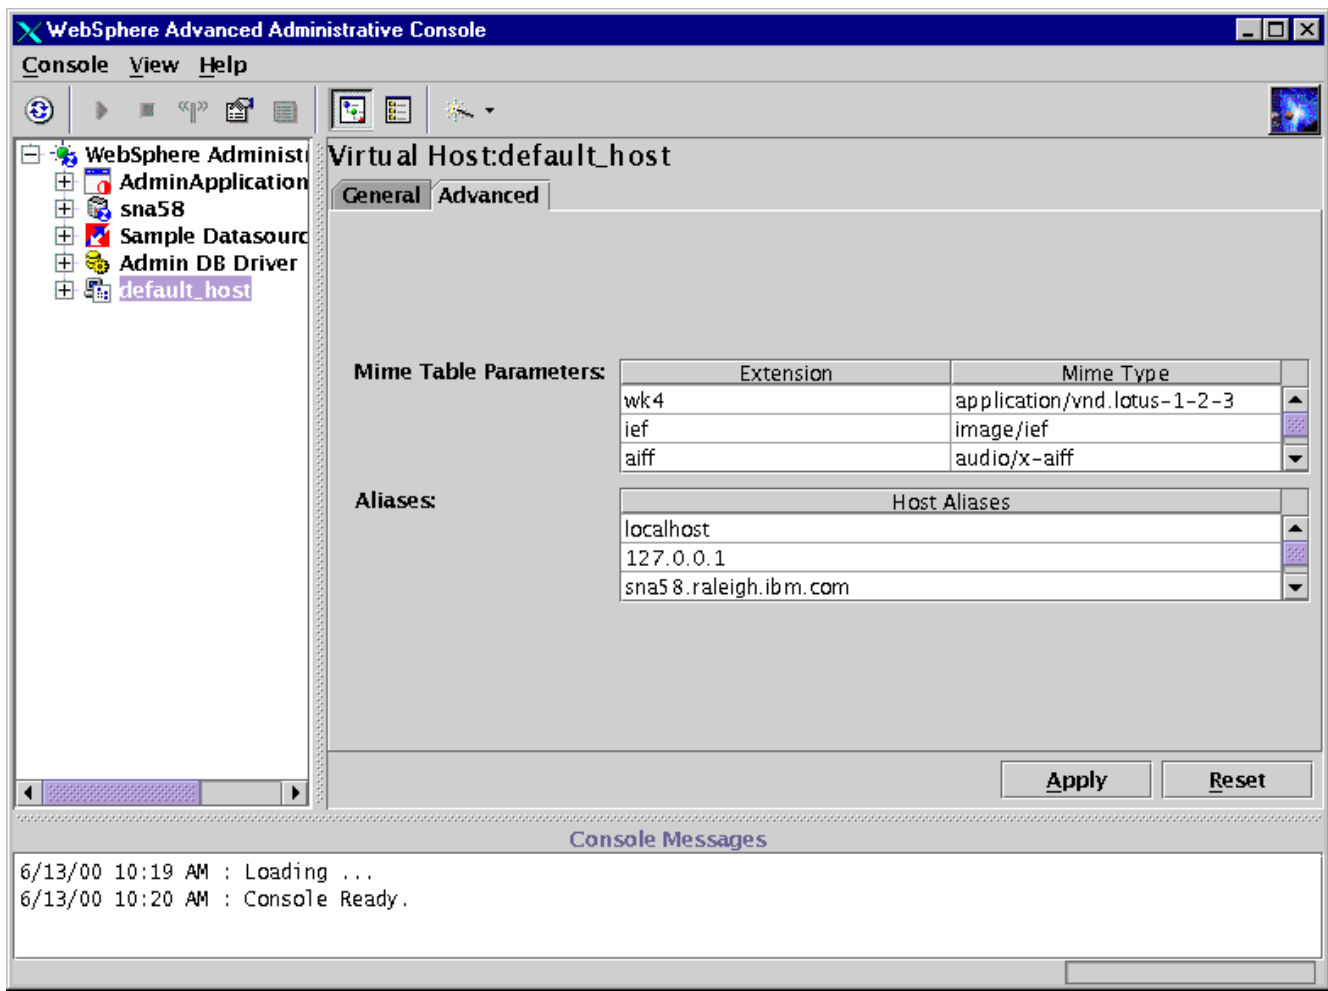 WebSphere Advanced Administrative Console
Console View Help
WebSphere Administr
AdminApplication
sna58
Sample Datasourc
Admin DB Driver
default_host
Virtual Host:default_host
General Advanced
Mime Table Parameters: Extension Mime Type
wk4 application/vnd.lotus-1-2-3
ief image/ief
aiff audio/x-aiff
Aliases: Host Aliases
localhost
127.0.0.1
sna58.raleigh.ibm.com
Apply Reset
Console Messages
6/13/00 10:19 AM : Loading ...
6/13/00 10:20 AM : Console Ready.